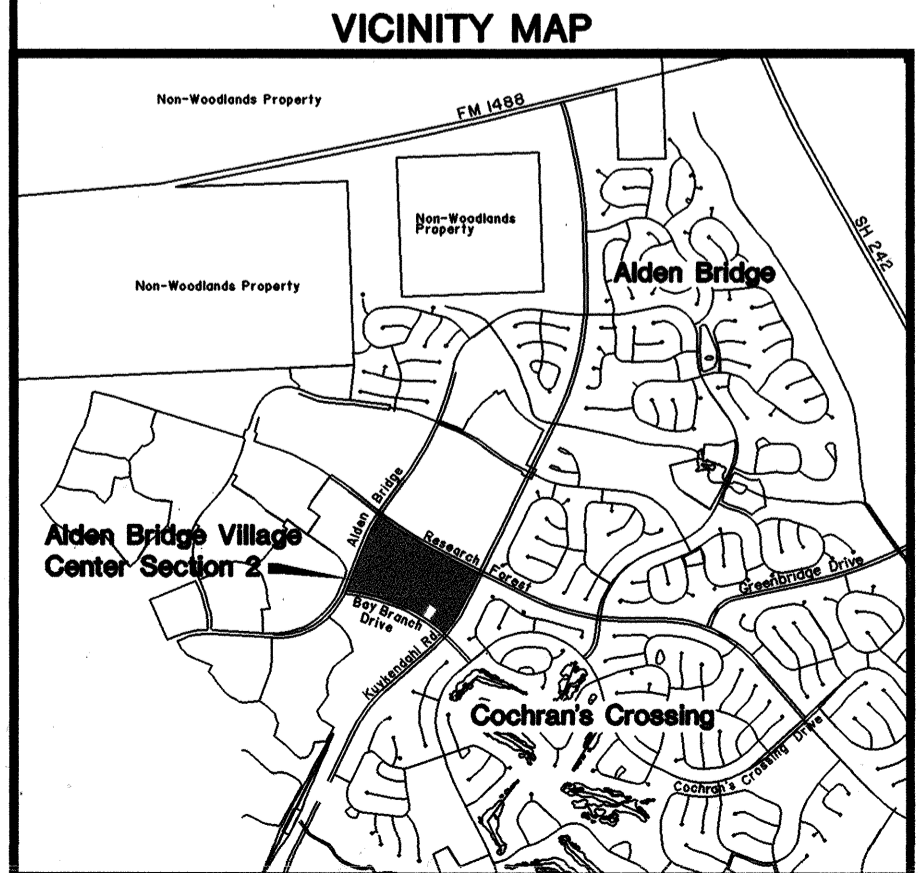 VICINITY MAP
Non-Woodlands Property
FM 1488
Non-Woodlands
Property
SH 242
Alden Bridge
Non-Woodlands Property
Alden Bridge
Research Forest
Alden Bridge Village
Center Section 2
Greenbridge Drive
Bay Branch
Drive
Kuykendahl Rd.
Cochran's Crossing
Cochran's Crossing Drive